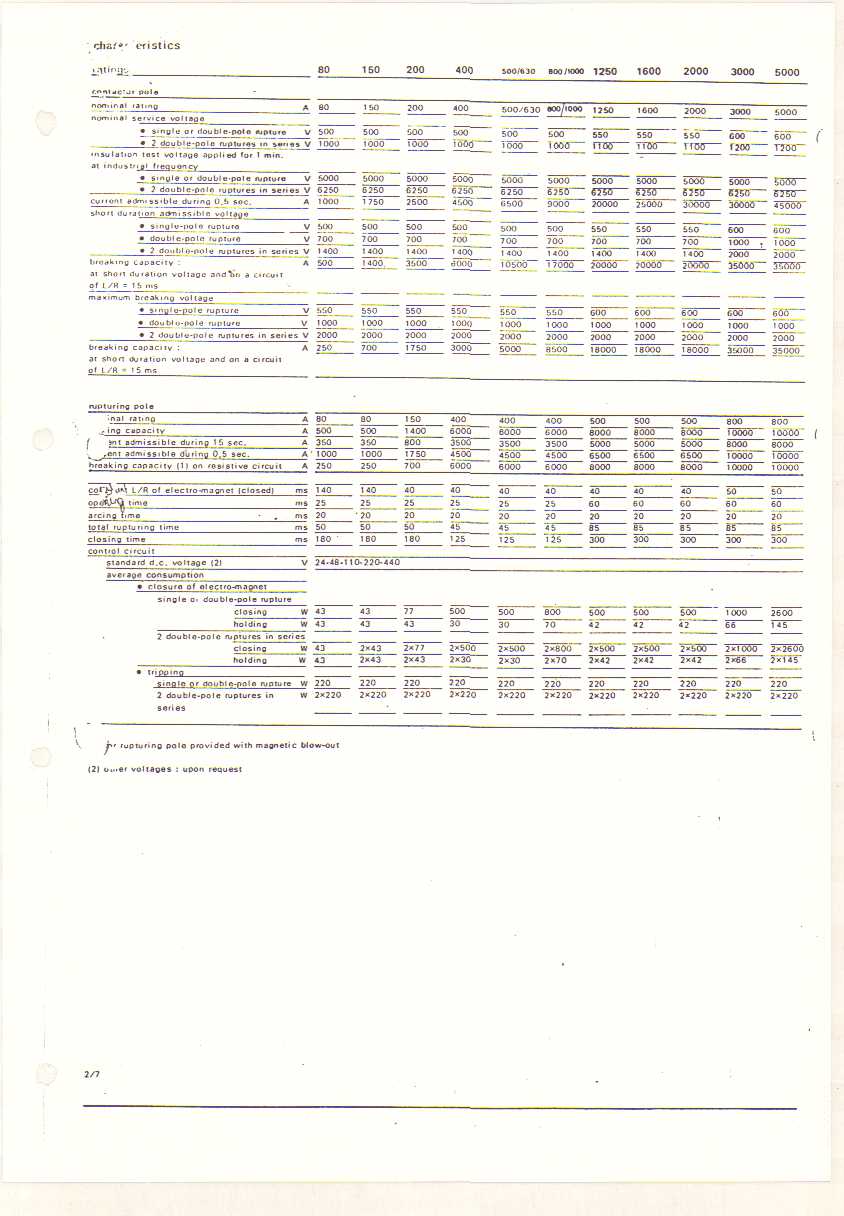 characteristics
ratings 80 150 200 400 500/630 800/1000 1250 1600 2000 3000 5000
contactor pole
nominal rating A 80 150 200 400 500/630 800/1000 1250 1600 2000 3000 5000
nominal service voltage
• single or double-pole rupture V 500 500 500 500 500 500 550 550 550 600 600
• 2 double-pole ruptures in series V 1000 1000 1000 1000 1000 1000 1100 1100 1100 1200 1200
insulation test voltage applied for 1 min.
at industrial frequency
• single or double-pole rupture V 5000 5000 5000 5000 5000 5000 5000 5000 5000 5000 5000
• 2 double-pole ruptures in series V 6250 6250 6250 6250 6250 6250 6250 6250 6250 6250 6250
current admissible during 0,5 sec. A 1000 1750 2500 4500 6500 9000 20000 25000 30000 30000 45000
short duration admissible voltage
• single-pole rupture V 500 500 500 500 500 500 550 550 550 600 600
• double-pole rupture V 700 700 700 700 700 700 700 700 700 1000 1000
• 2 double-pole ruptures in series V 1400 1400 1400 1400 1400 1400 1400 1400 1400 2000 2000
breaking capacity : A 500 1400 3500 6000 10500 17000 20000 20000 20000 35000 35000
at short duration voltage and on a circuit
of L/R = 15 ms
maximum breaking voltage
• single-pole rupture V 550 550 550 550 550 550 600 600 600 600 600
• double-pole rupture V 1000 1000 1000 1000 1000 1000 1000 1000 1000 1000 1000
• 2 double-pole ruptures in series V 2000 2000 2000 2000 2000 2000 2000 2000 2000 2000 2000
breaking capacity : A 250 700 1750 3000 5000 8500 18000 18000 18000 35000 35000
at short duration voltage and on a circuit
of L/R = 15 ms
rupturing pole
inal rating A 80 80 150 400 400 400 500 500 500 800 800
ing capacity A 500 500 1400 6000 6000 6000 8000 8000 8000 10000 10000
ent admissible during 15 sec. A 350 350 800 3500 3500 3500 5000 5000 5000 8000 8000
ent admissible during 0,5 sec. A 1000 1000 1750 4500 4500 4500 6500 6500 6500 10000 10000
breaking capacity (1) on resistive circuit A 250 250 700 6000 6000 6000 8000 8000 8000 10000 10000
L/R of electro-magnet (closed) ms 140 140 40 40 40 40 40 40 40 50 50
opening time ms 25 25 25 25 25 25 60 60 60 60 60
arcing time ms 20 20 20 20 20 20 20 20 20 20 20
total rupturing time ms 50 50 50 45 45 45 85 85 85 85 85
closing time ms 180 180 180 125 125 125 300 300 300 300 300
control circuit
standard d.c. voltage (2) V 24-48-110-220-440
average consumption
• closure of electro-magnet
single or double-pole rupture
closing W 43 43 77 500 500 800 500 500 500 1000 2600
holding W 43 43 43 30 30 70 42 42 42 66 145
2 double-pole ruptures in series
closing W 43 2×43 2×77 2×500 2×500 2×800 2×500 2×500 2×500 2×1000 2×2600
holding W 43 2×43 2×43 2×30 2×30 2×70 2×42 2×42 2×42 2×66 2×145
• tripping
single or double-pole rupture W 220 220 220 220 220 220 220 220 220 220 220
2 double-pole ruptures in W 2×220 2×220 2×220 2×220 2×220 2×220 2×220 2×220 2×220 2×220 2×220
series
for rupturing pole provided with magnetic blow-out
(2) other voltages : upon request
2/7